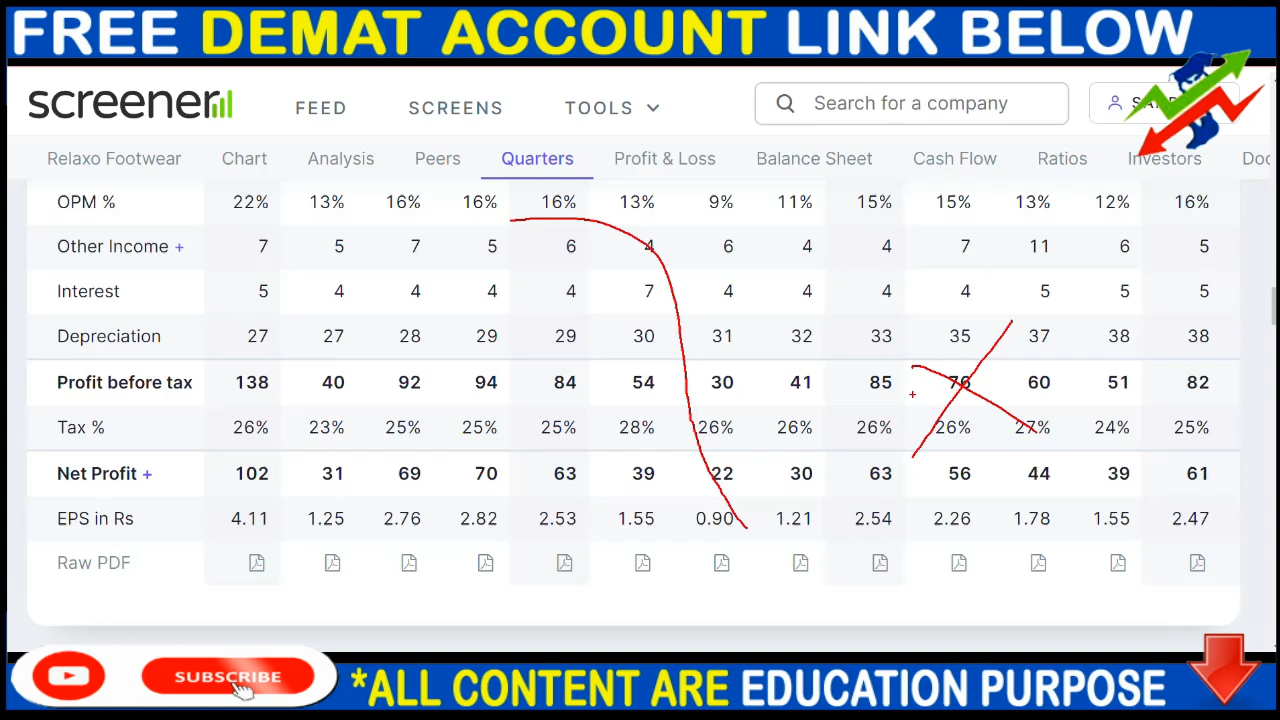 FREE DEMAT ACCOUNT LINK BELOW
screener FEED SCREENS TOOLS Search for a company
Relaxo Footwear Chart Analysis Peers Quarters Profit & Loss Balance Sheet Cash Flow Ratios Investors Doc
OPM % 22% 13% 16% 16% 16% 13% 9% 11% 15% 15% 13% 12% 16%
Other Income + 7 5 7 5 6 4 6 4 4 7 11 6 5
Interest 5 4 4 4 4 7 4 4 4 4 5 5 5
Depreciation 27 27 28 29 29 30 31 32 33 35 37 38 38
Profit before tax 138 40 92 94 84 54 30 41 85 76 60 51 82
Tax % 26% 23% 25% 25% 25% 28% 26% 26% 26% 26% 27% 24% 25%
Net Profit + 102 31 69 70 63 39 22 30 63 56 44 39 61
EPS in Rs 4.11 1.25 2.76 2.82 2.53 1.55 0.90 1.21 2.54 2.26 1.78 1.55 2.47
Raw PDF
SUBSCRIBE *ALL CONTENT ARE EDUCATION PURPOSE